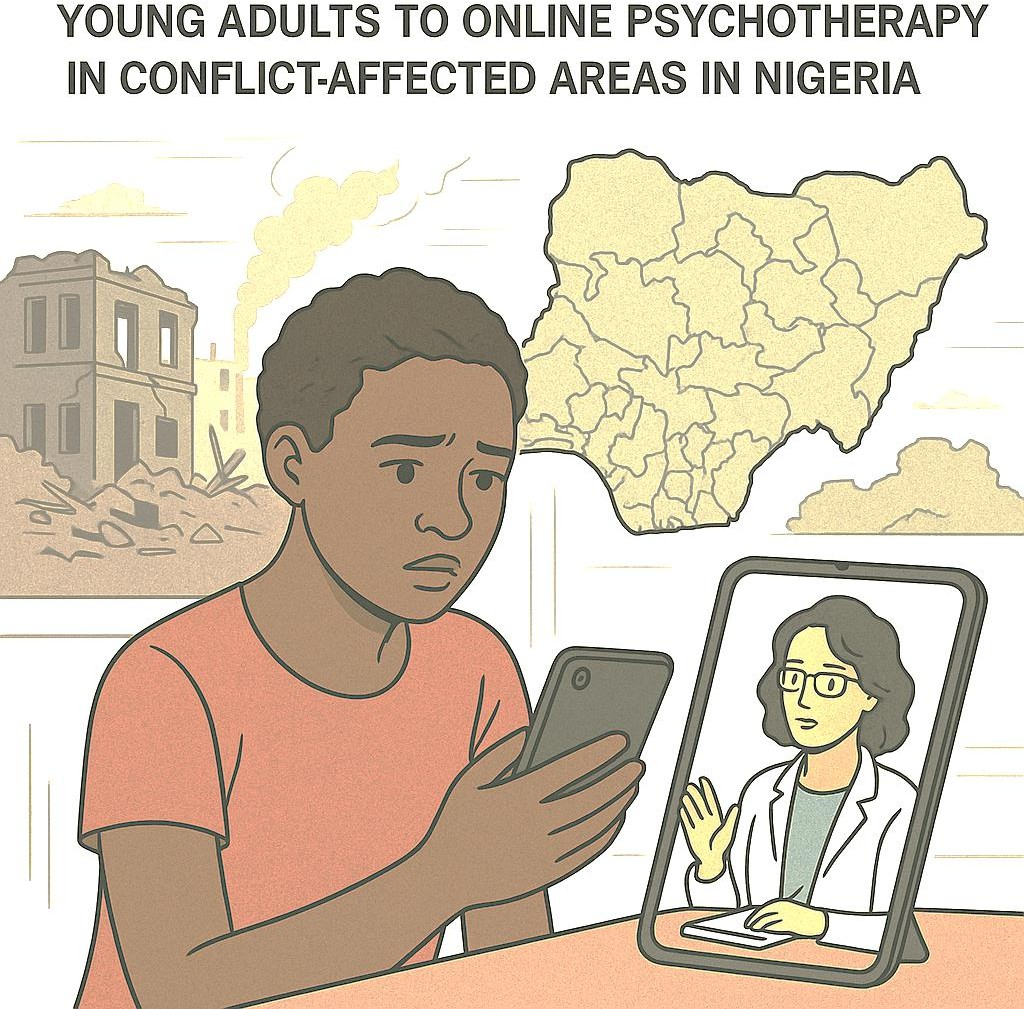 YOUNG ADULTS TO ONLINE PSYCHOTHERAPY
IN CONFLICT-AFFECTED AREAS IN NIGERIA